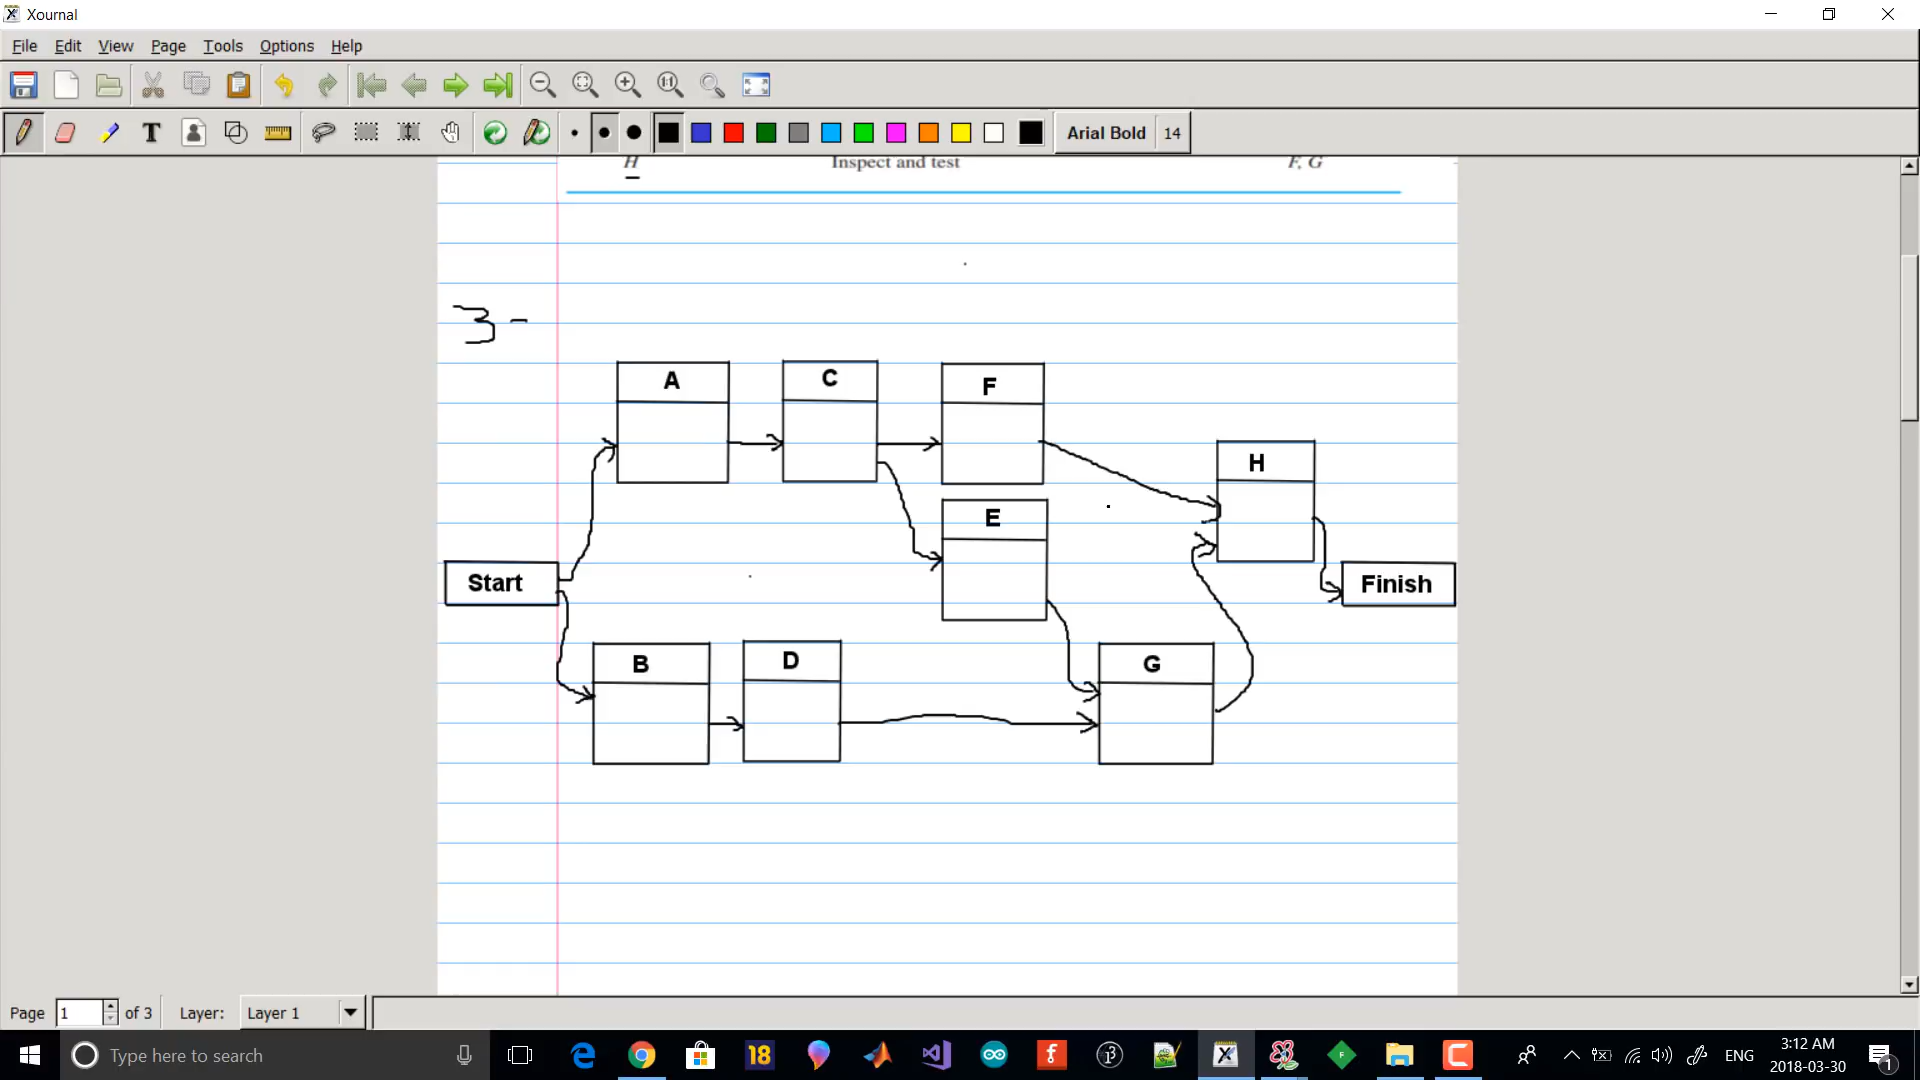 Xournal
File Edit View Page Tools Options Help
Arial Bold 14
H Inspect and test F, G
3 -
A C F
H
E
Start Finish
B D G
Page 1 of 3 Layer: Layer 1
Type here to search
18
ENG
3:12 AM
2018-03-30
1